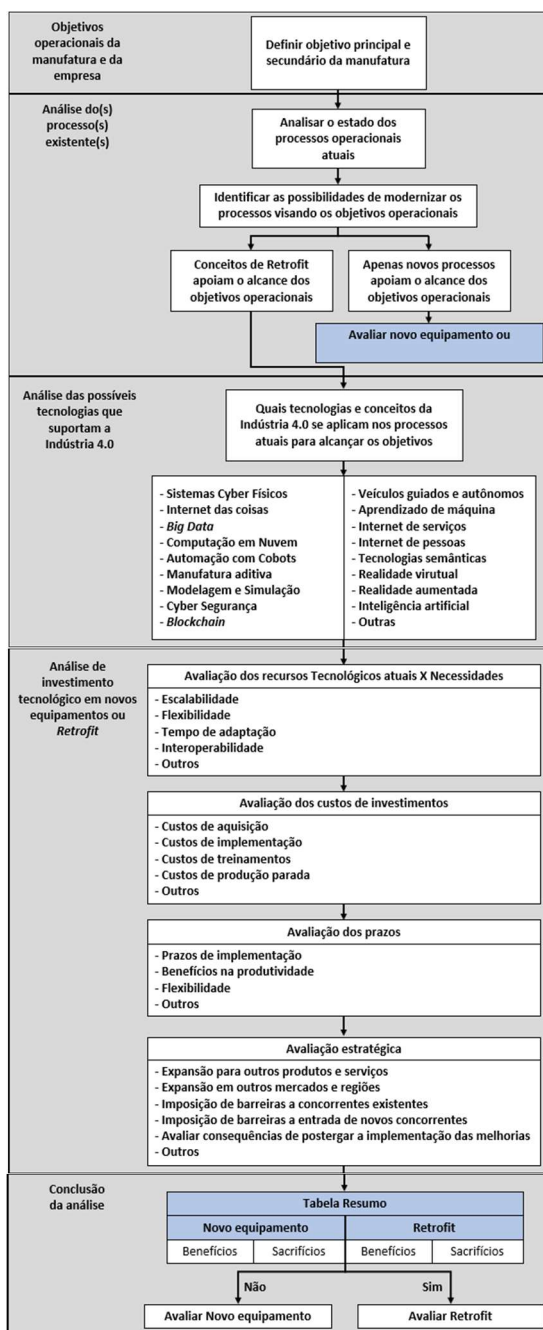 Objetivos
operacionais da
manufatura e da
empresa
Definir objetivo principal e
secundário da manufatura
Análise do(s)
processo(s)
existente(s)
Analisar o estado dos
processos operacionais
atuais
Identificar as possibilidades de modernizar os
processos visando os objetivos operacionais
Conceitos de Retrofit
apoiam o alcance dos
objetivos operacionais
Apenas novos processos
apoiam o alcance dos
objetivos operacionais
Avaliar novo equipamento ou
Análise das possíveis
tecnologias que
suportam a
Indústria 4.0
Quais tecnologias e conceitos da
Indústria 4.0 se aplicam nos processos
atuais para alcançar os objetivos
- Sistemas Cyber Físicos
- Internet das coisas
- Big Data
- Computação em Nuvem
- Automação com Cobots
- Manufatura aditiva
- Modelagem e Simulação
- Cyber Segurança
- Blockchain
- Veículos guiados e autônomos
- Aprendizado de máquina
- Internet de serviços
- Internet de pessoas
- Tecnologias semânticas
- Realidade virutual
- Realidade aumentada
- Inteligência artificial
- Outras
Análise de
investimento
tecnológico em novos
equipamentos ou
Retrofit
Avaliação dos recursos Tecnológicos atuais X Necessidades
- Escalabilidade
- Flexibilidade
- Tempo de adaptação
- Interoperabilidade
- Outros
Avaliação dos custos de investimentos
- Custos de aquisição
- Custos de implementação
- Custos de treinamentos
- Custos de produção parada
- Outros
Avaliação dos prazos
- Prazos de implementação
- Benefícios na produtividade
- Flexibilidade
- Outros
Avaliação estratégica
- Expansão para outros produtos e serviços
- Expansão em outros mercados e regiões
- Imposição de barreiras a concorrentes existentes
- Imposição de barreiras a entrada de novos concorrentes
- Avaliar consequências de postergar a implementação das melhorias
- Outros
Conclusão
da análise
Tabela Resumo
Novo equipamento Retrofit
Benefícios Sacrifícios Benefícios Sacrifícios
Não Sim
Avaliar Novo equipamento Avaliar Retrofit